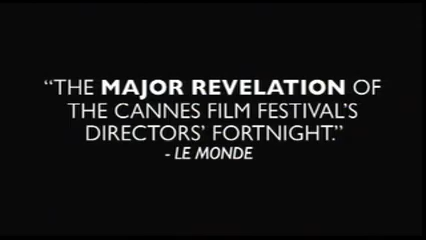 “THE MAJOR REVELATION OF
THE CANNES FILM FESTIVAL’S
DIRECTORS’ FORTNIGHT.”
- LE MONDE